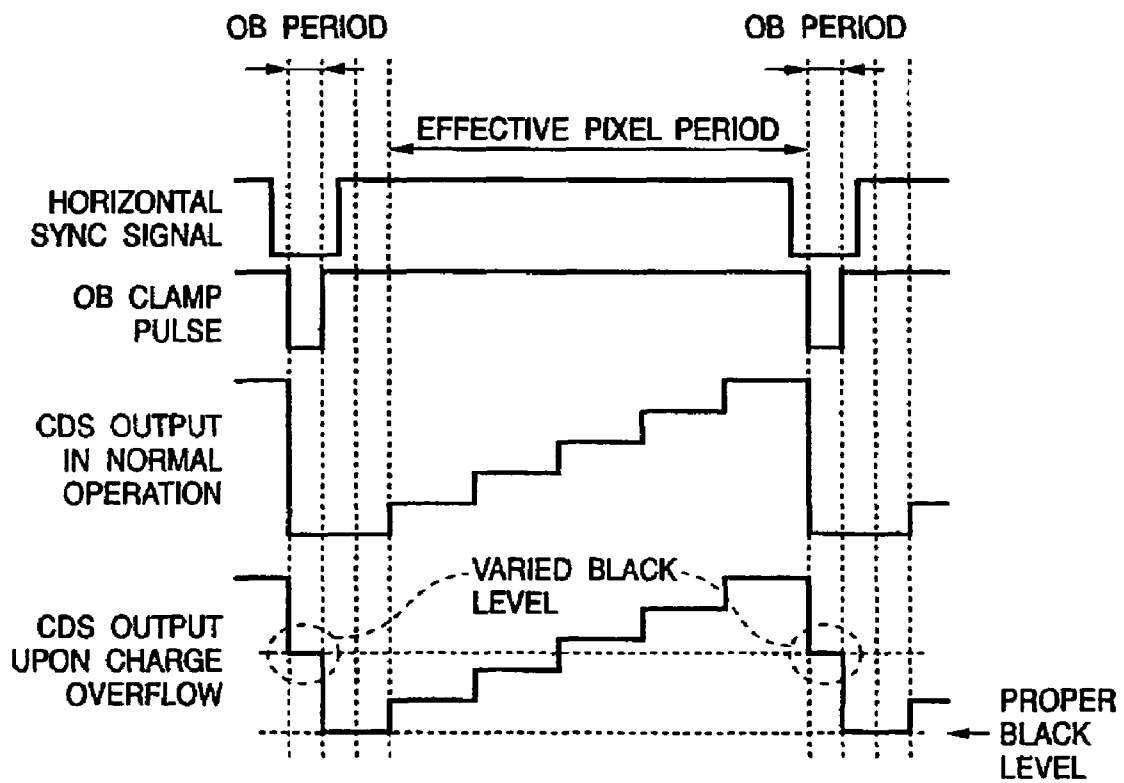 OB PERIOD
OB PERIOD
EFFECTIVE PIXEL PERIOD
HORIZONTAL
SYNC SIGNAL
OB CLAMP
PULSE
CDS OUTPUT
IN NORMAL
OPERATION
VARIED BLACK
LEVEL
CDS OUTPUT
UPON CHARGE
OVERFLOW
PROPER
BLACK
LEVEL